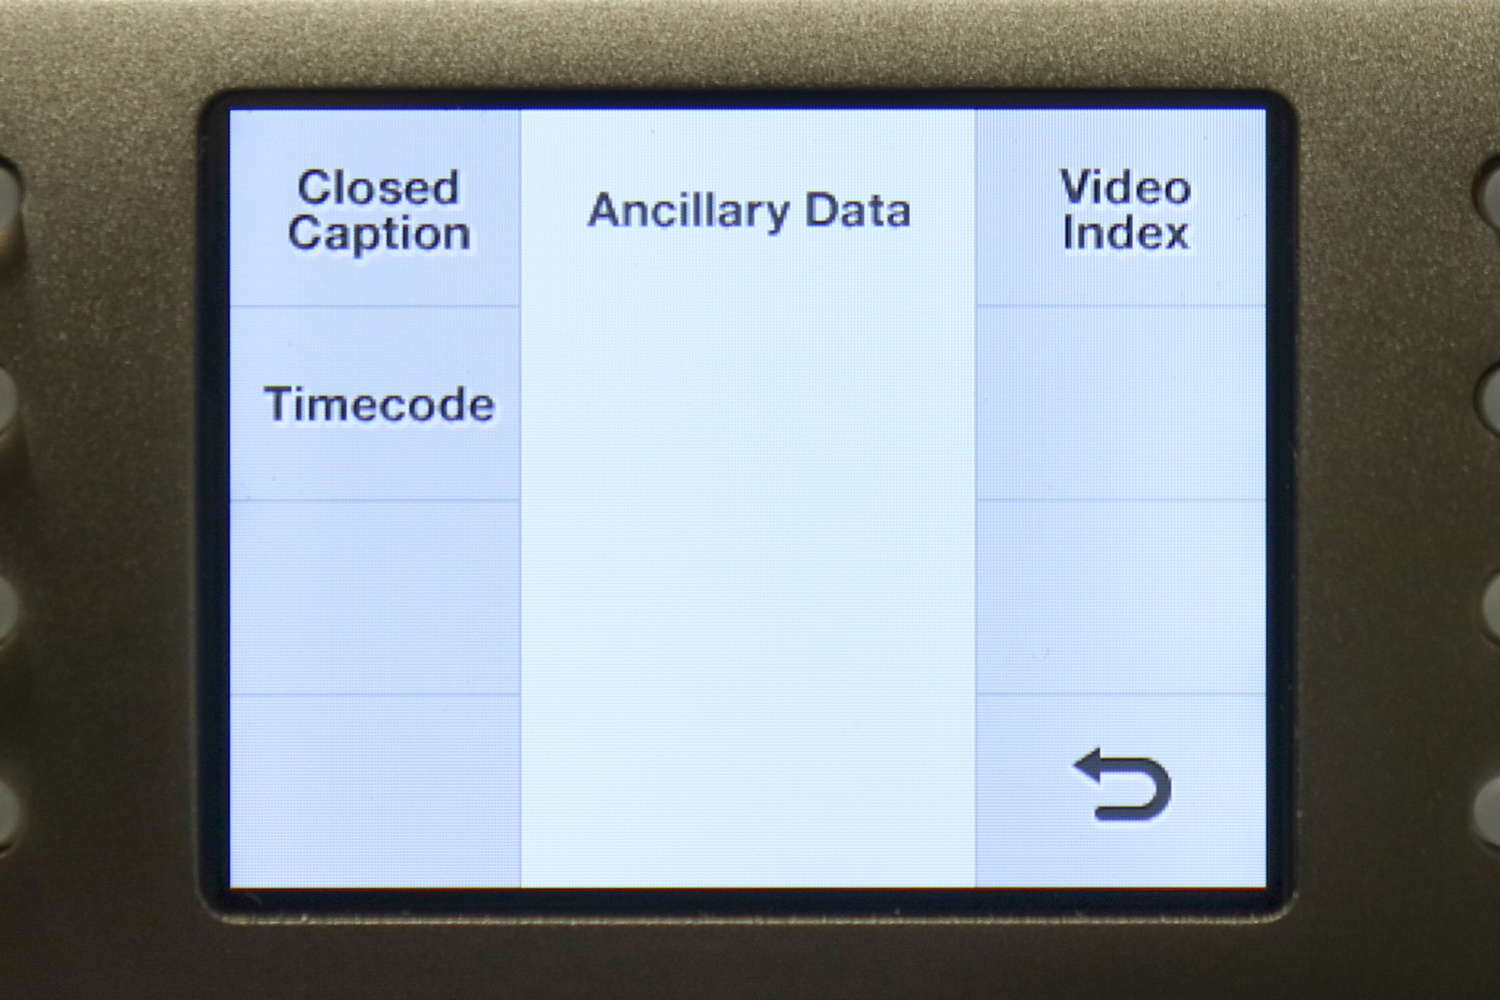 Closed
Caption
Ancillary Data
Video
Index
Timecode